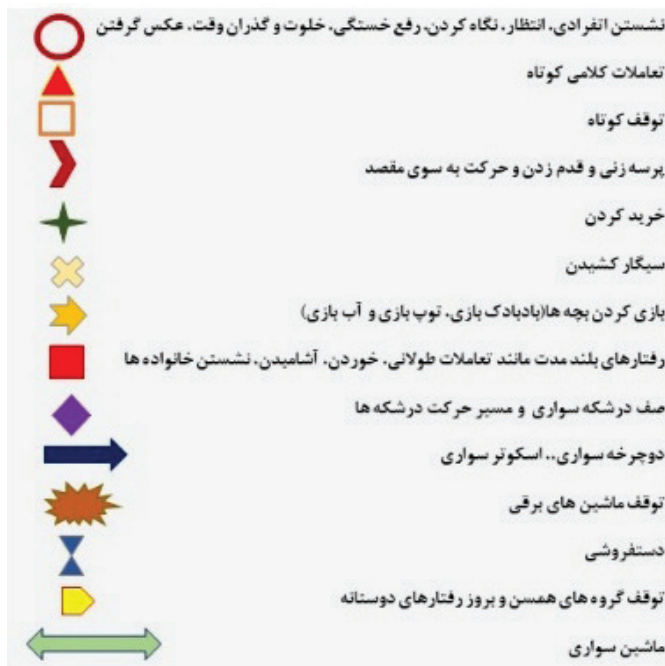 نشستن انفرادی، انتظار، نگاه کردن، رفع خستگی، خلوت و گذران وقت، عکس گرفتن
تعاملات کلامی کوتاه
توقف کوتاه
پرسه زنی و قدم زدن و حرکت به سوی مقصد
خرید کردن
سیگار کشیدن
بازی کردن بچه ها(بادبادک بازی، توپ بازی و آب بازی)
رفتارهای بلند مدت مانند تعاملات طولانی، خوردن، آشامیدن، نشستن خانواده ها
صف درشکه سواری و مسیر حرکت درشکه ها
دوچرخه سواری.. اسکوتر سواری
توقف ماشین های برقی
دستفروشی
توقف گروه های همسن و بروز رفتارهای دوستانه
ماشین سواری